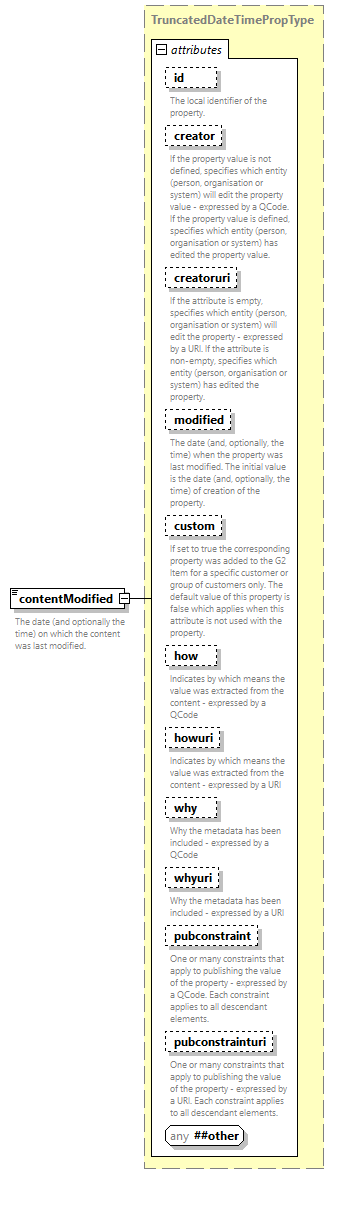 TruncatedDateTimePropType
attributes
id
The local identifier of the
property.
creator
If the property value is not
defined, specifies which entity
(person, organisation or
system) will edit the property
value - expressed by a QCode.
If the property value is defined,
specifies which entity (person,
organisation or system) has
edited the property value.
creatoruri
If the attribute is empty,
specifies which entity (person,
organisation or system) will
edit the property - expressed
by a URI. If the attribute is
non-empty, specifies which
entity (person, organisation or
system) has edited the
property.
modified
The date (and, optionally, the
time) when the property was
last modified. The initial value
is the date (and, optionally, the
time) of creation of the
property.
custom
If set to true the corresponding
property was added to the G2
Item for a specific customer or
group of customers only. The
default value of this property is
false which applies when this
attribute is not used with the
property.
contentModified
The date (and optionally the
time) on which the content
was last modified.
how
Indicates by which means the
value was extracted from the
content - expressed by a
QCode
howuri
Indicates by which means the
value was extracted from the
content - expressed by a URI
why
Why the metadata has been
included - expressed by a
QCode
whyuri
Why the metadata has been
included - expressed by a URI
pubconstraint
One or many constraints that
apply to publishing the value
of the property - expressed by
a QCode. Each constraint
applies to all descendant
elements.
pubconstrainturi
One or many constraints that
apply to publishing the value
of the property - expressed by
a URI. Each constraint applies
to all descendant elements.
any ##other